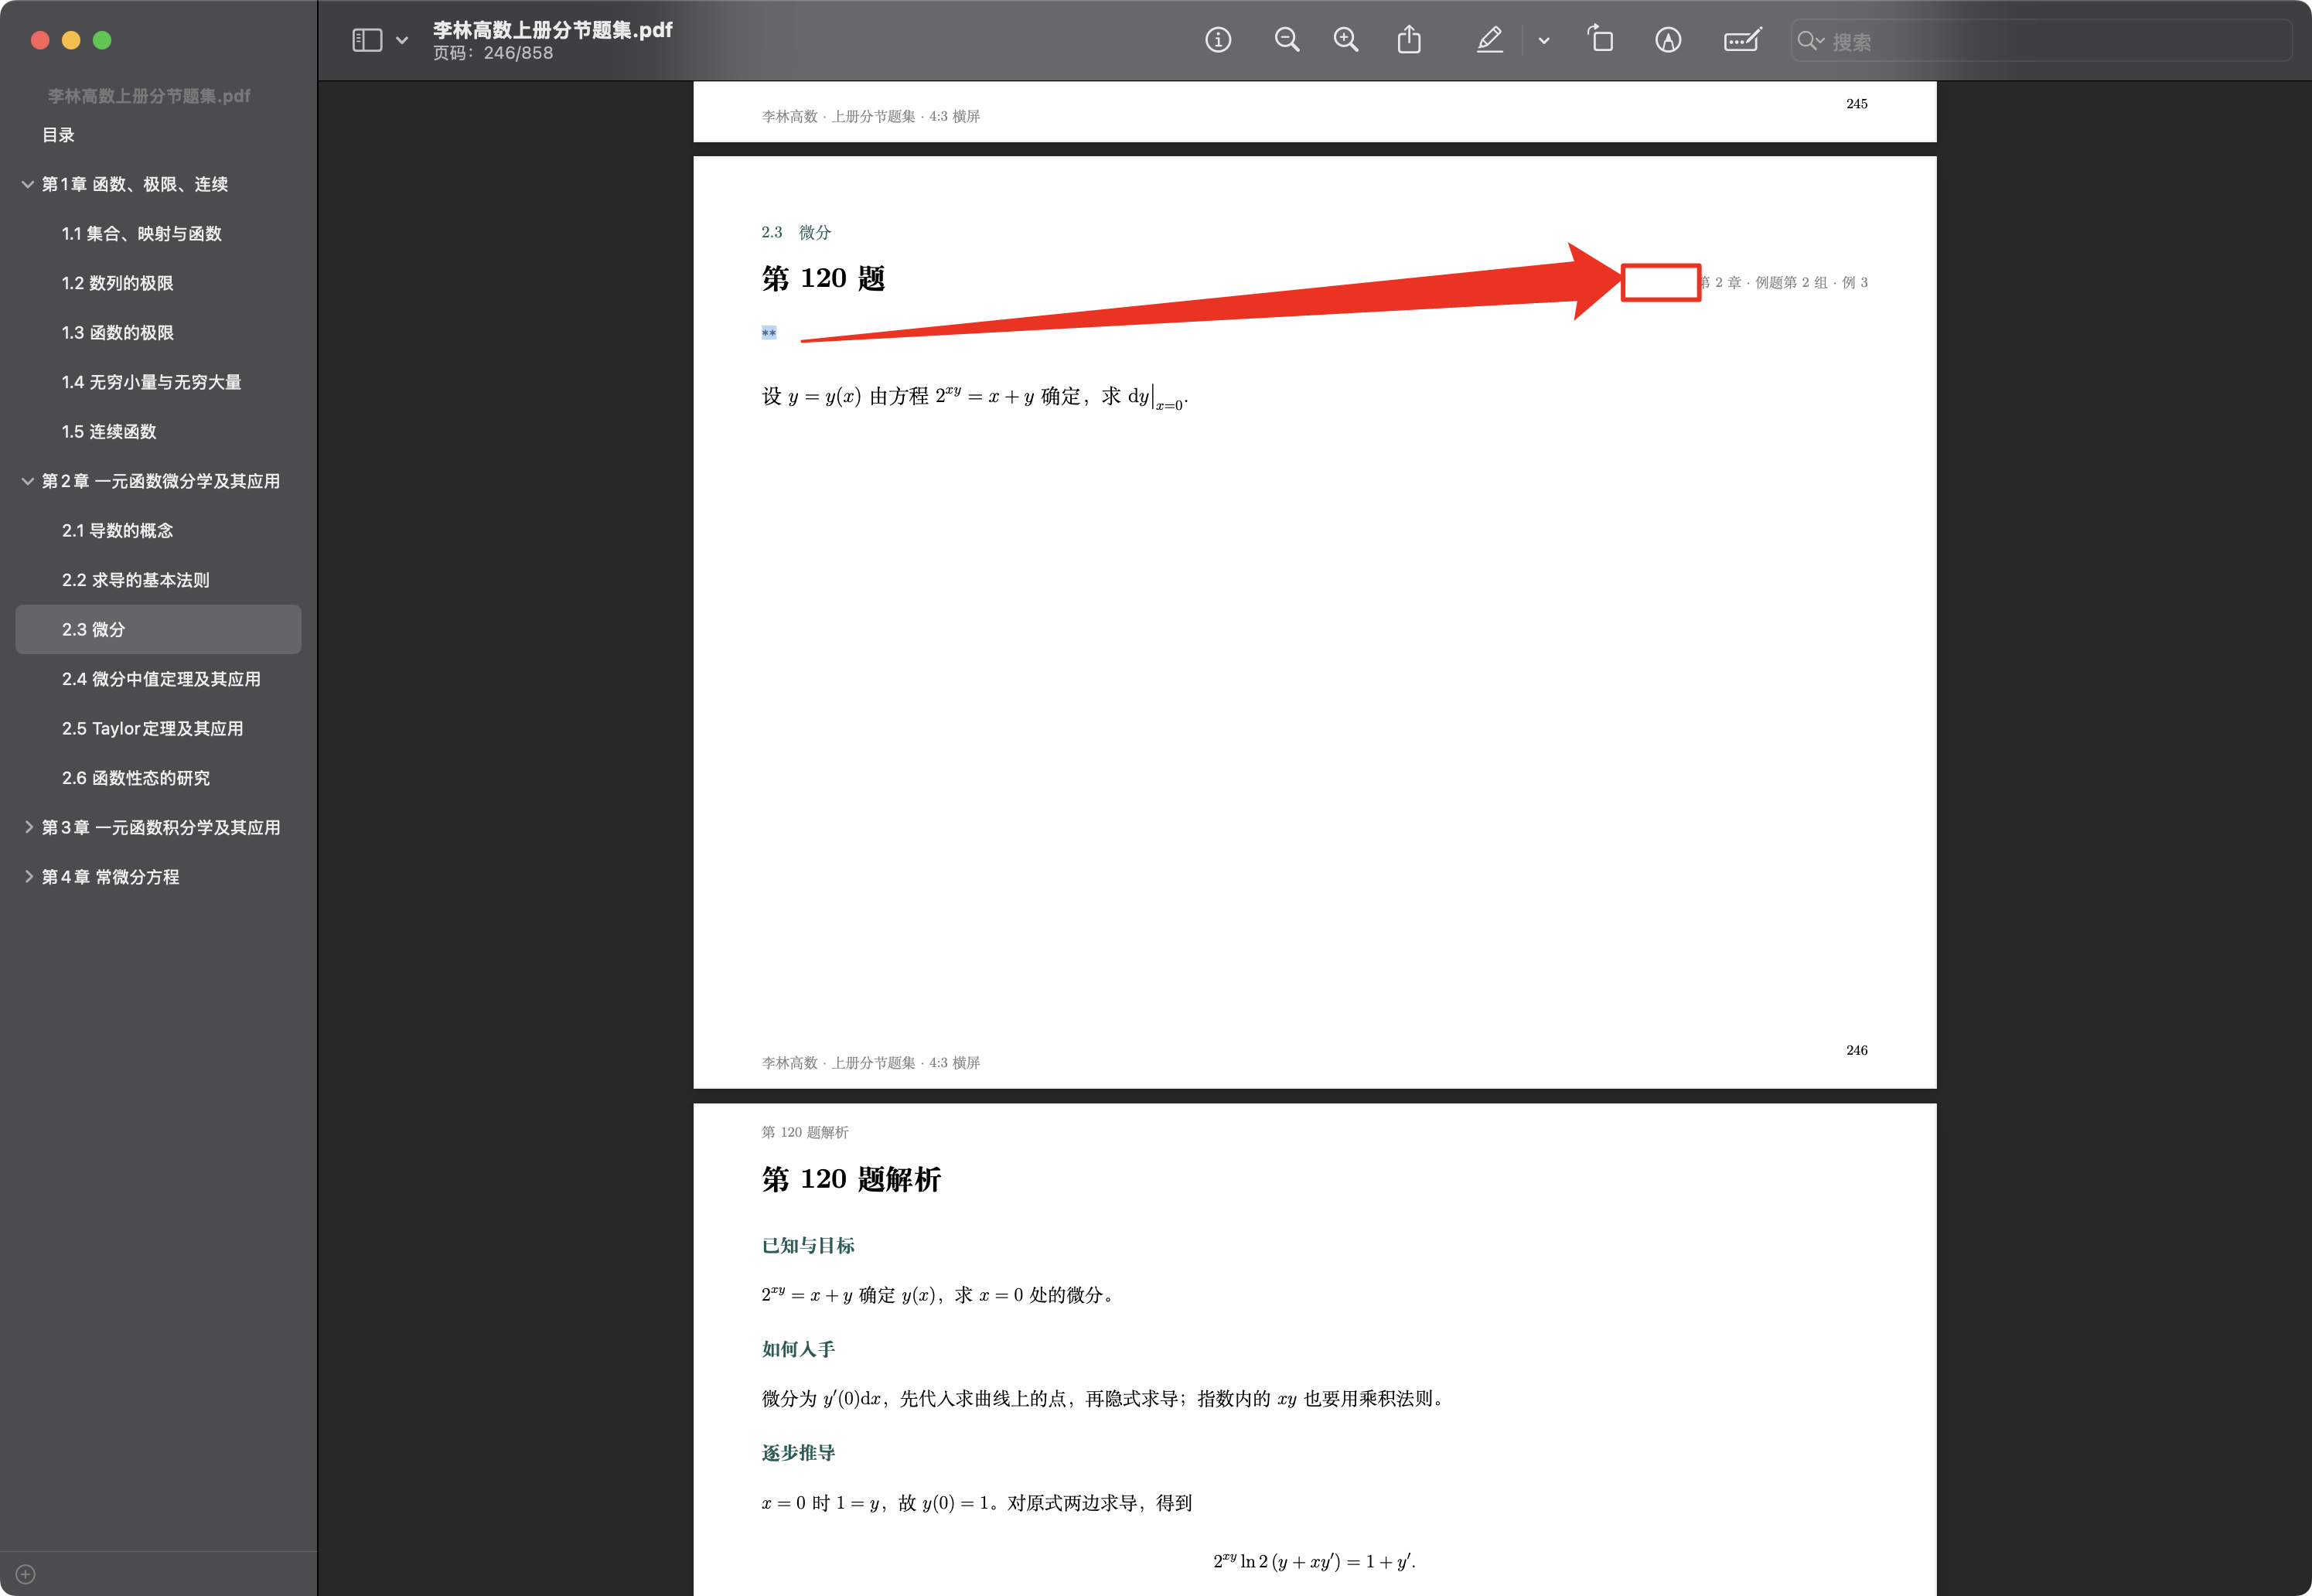 李林高数上册分节题集.pdf
目录
第1章 函数、极限、连续
1.1 集合、映射与函数
1.2 数列的极限
1.3 函数的极限
1.4 无穷小量与无穷大量
1.5 连续函数
第2章 一元函数微分学及其应用
2.1 导数的概念
2.2 求导的基本法则
2.3 微分
2.4 微分中值定理及其应用
2.5 Taylor定理及其应用
2.6 函数性态的研究
第3章 一元函数积分学及其应用
第4章 常微分方程
李林高数上册分节题集.pdf
页码：246/858
搜索
李林高数 · 上册分节题集 · 4:3 横屏
245
2.3 微分
第 120 题
第 2 章 · 例题第 2 组 · 例 3
**
设 y = y(x) 由方程 2^{xy} = x + y 确定，求 dy|_{x=0}.
李林高数 · 上册分节题集 · 4:3 横屏
246
第 120 题解析
第 120 题解析
已知与目标
2^{xy} = x + y 确定 y(x)，求 x = 0 处的微分。
如何入手
微分为 y′(0)dx，先代入求曲线上的点，再隐式求导；指数内的 xy 也要用乘积法则。
逐步推导
x = 0 时 1 = y，故 y(0) = 1。对原式两边求导，得到
2^{xy} ln 2 (y + xy′) = 1 + y′.